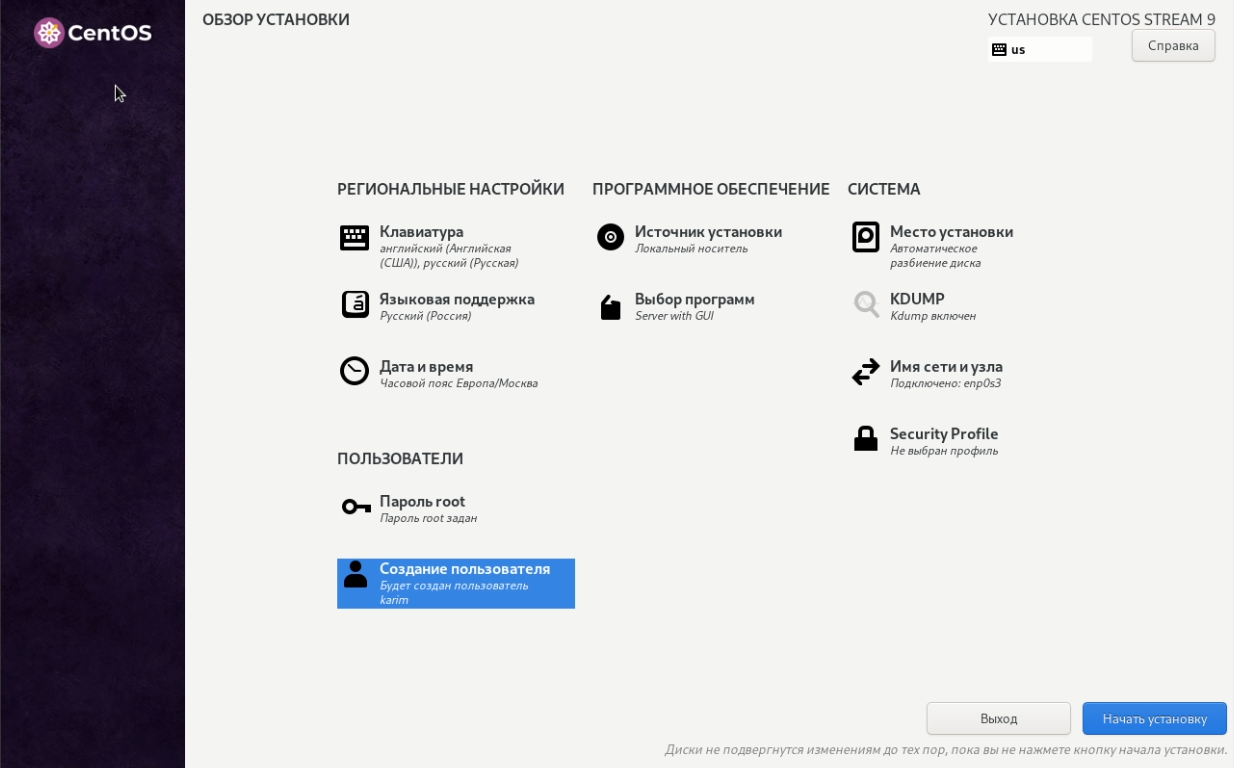 CentOS
ОБЗОР УСТАНОВКИ
УСТАНОВКА CENTOS STREAM 9
us
Справка
РЕГИОНАЛЬНЫЕ НАСТРОЙКИ
Клавиатура
английский (Английская
(США)), русский (Русская)
Языковая поддержка
Русский (Россия)
Дата и время
Часовой пояс Европа/Москва
ПРОГРАММНОЕ ОБЕСПЕЧЕНИЕ
Источник установки
Локальный носитель
Выбор программ
Server with GUI
СИСТЕМА
Место установки
Автоматическое
разбиение диска
KDUMP
Kdump включен
Имя сети и узла
Подключено: enp0s3
Security Profile
Не выбран профиль
ПОЛЬЗОВАТЕЛИ
Пароль root
Пароль root задан
Создание пользователя
Будет создан пользователь
karim
Выход
Начать установку
Диски не подвергнутся изменениям до тех пор, пока вы не нажмете кнопку начала установки.